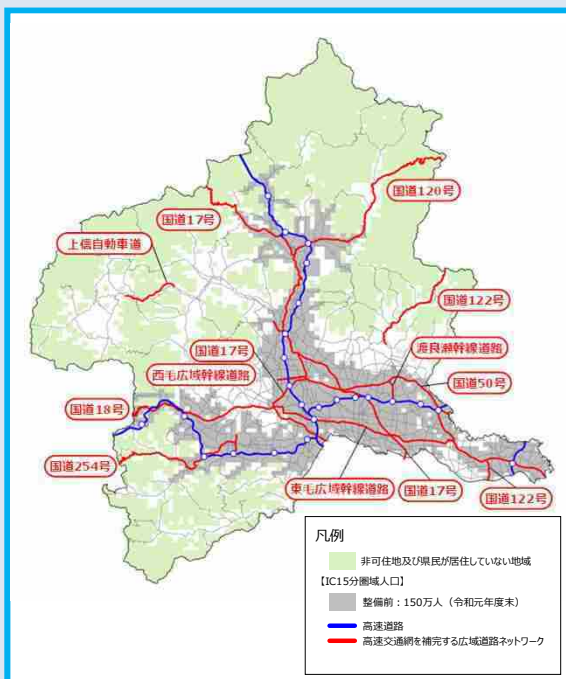 国道120号
国道17号
上信自動車道
国道122号
渡良瀬幹線道路
国道17号
西毛広域幹線道路
国道50号
国道18号
国道254号
東毛広域幹線道路
国道17号
国道122号
凡例
非可住地及び県民が居住していない地域
【IC15分圏域人口】
整備前：150万人（令和元年度末）
高速道路
高速交通網を補完する広域道路ネットワーク